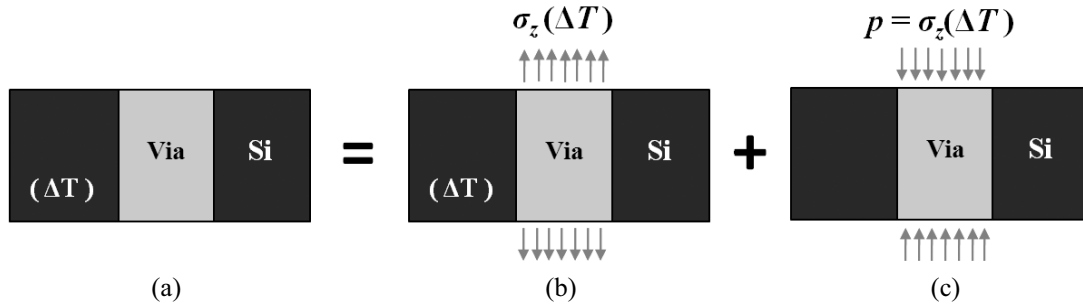 σz(ΔT)
p = σz(ΔT)
Via
Si
(ΔT)
=
Via
Si
(ΔT)
+
Via
Si
(a)
(b)
(c)